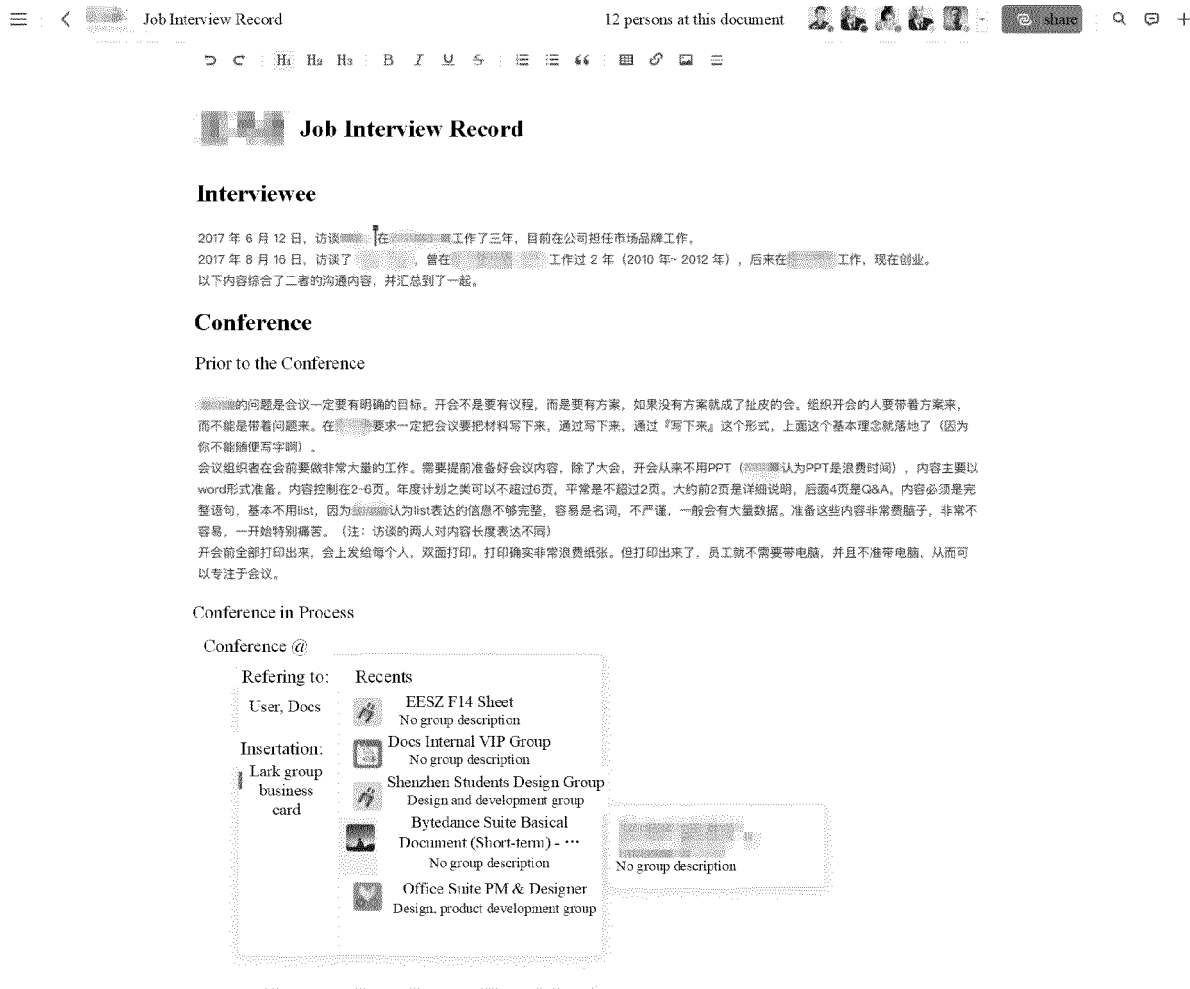 Job Interview Record
12 persons at this document
share
H1 H2 H3 B I U S
Job Interview Record
Interviewee
2017 年 6 月 12 日，访谈 在 工作了三年，目前在公司担任市场品牌工作。
2017 年 8 月 16 日，访谈了 ，曾在 工作过 2 年（2010 年~ 2012 年），后来在 工作，现在创业。
以下内容综合了二者的沟通内容，并汇总到了一起。
Conference
Prior to the Conference
的问题是会议一定要有明确的目标。开会不是要有议程，而是要有方案，如果没有方案就成了扯皮的会。组织开会的人要带着方案来，
而不能是带着问题来。在 要求一定把会议要把材料写下来，通过写下来，通过『写下来』这个形式，上面这个基本理念就落地了（因为
你不能随便写字啊）。
会议组织者在会前要做非常大量的工作。需要提前准备好会议内容，除了大会，开会从来不用PPT（ 认为PPT是浪费时间），内容主要以
word形式准备。内容控制在2-6页。年度计划之类可以不超过6页，平常是不超过2页。大约前2页是详细说明，后面4页是Q&A。内容必须是完
整语句，基本不用list，因为 认为list表达的信息不够完整，容易是名词，不严谨，一般会有大量数据。准备这些内容非常费脑子，非常不
容易，一开始特别痛苦。（注：访谈的两人对内容长度表达不同）
开会前全部打印出来，会上发给每个人，双面打印。打印确实非常浪费纸张。但打印出来了，员工就不需要带电脑，并且不准带电脑，从而可
以专注于会议。
Conference in Process
Conference @
Refering to:
User, Docs
Insertation:
Lark group
business
card
Recents
EESZ F14 Sheet
No group description
Docs Internal VIP Group
No group description
Shenzhen Students Design Group
Design and development group
Bytedance Suite Basical
Document (Short-term) - ···
No group description
Office Suite PM & Designer
Design, product development group
No group description